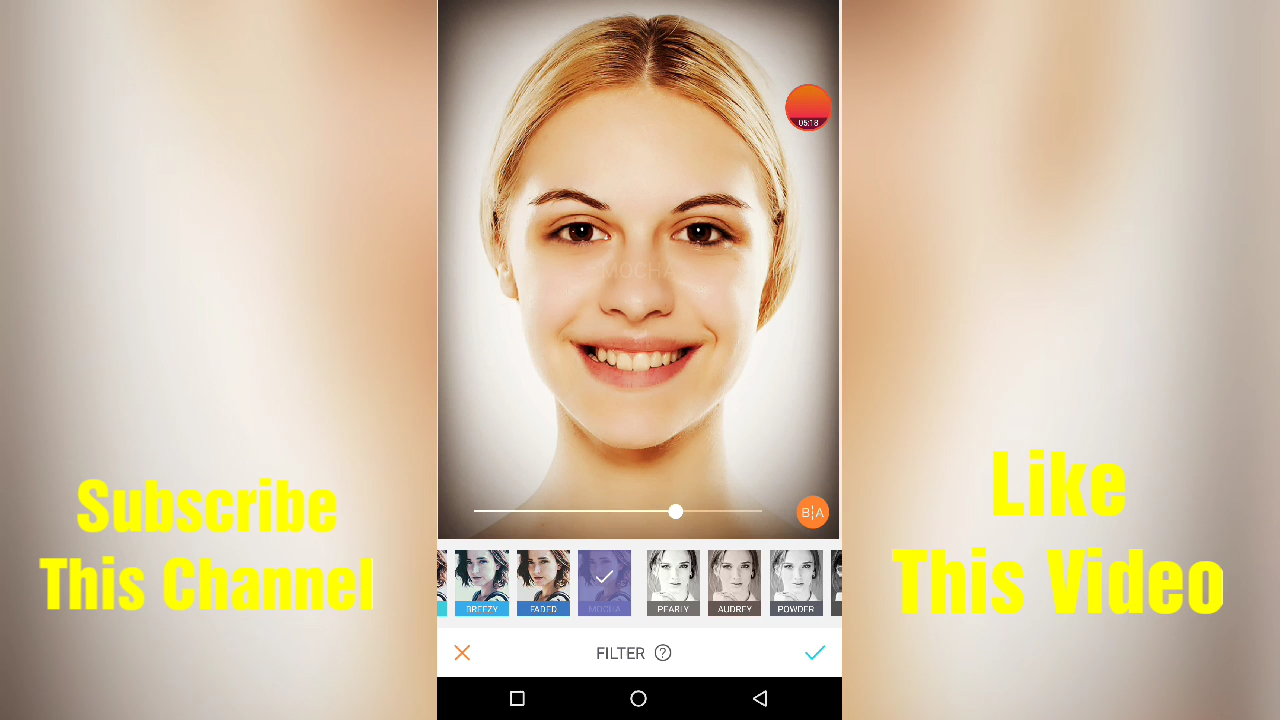 05:18
MOCHA
Subscribe
This Channel
Like
This Video
B|A
BREEZY
FADED
MOCHA
PEARLY
AUDREY
POWDER
FILTER ?